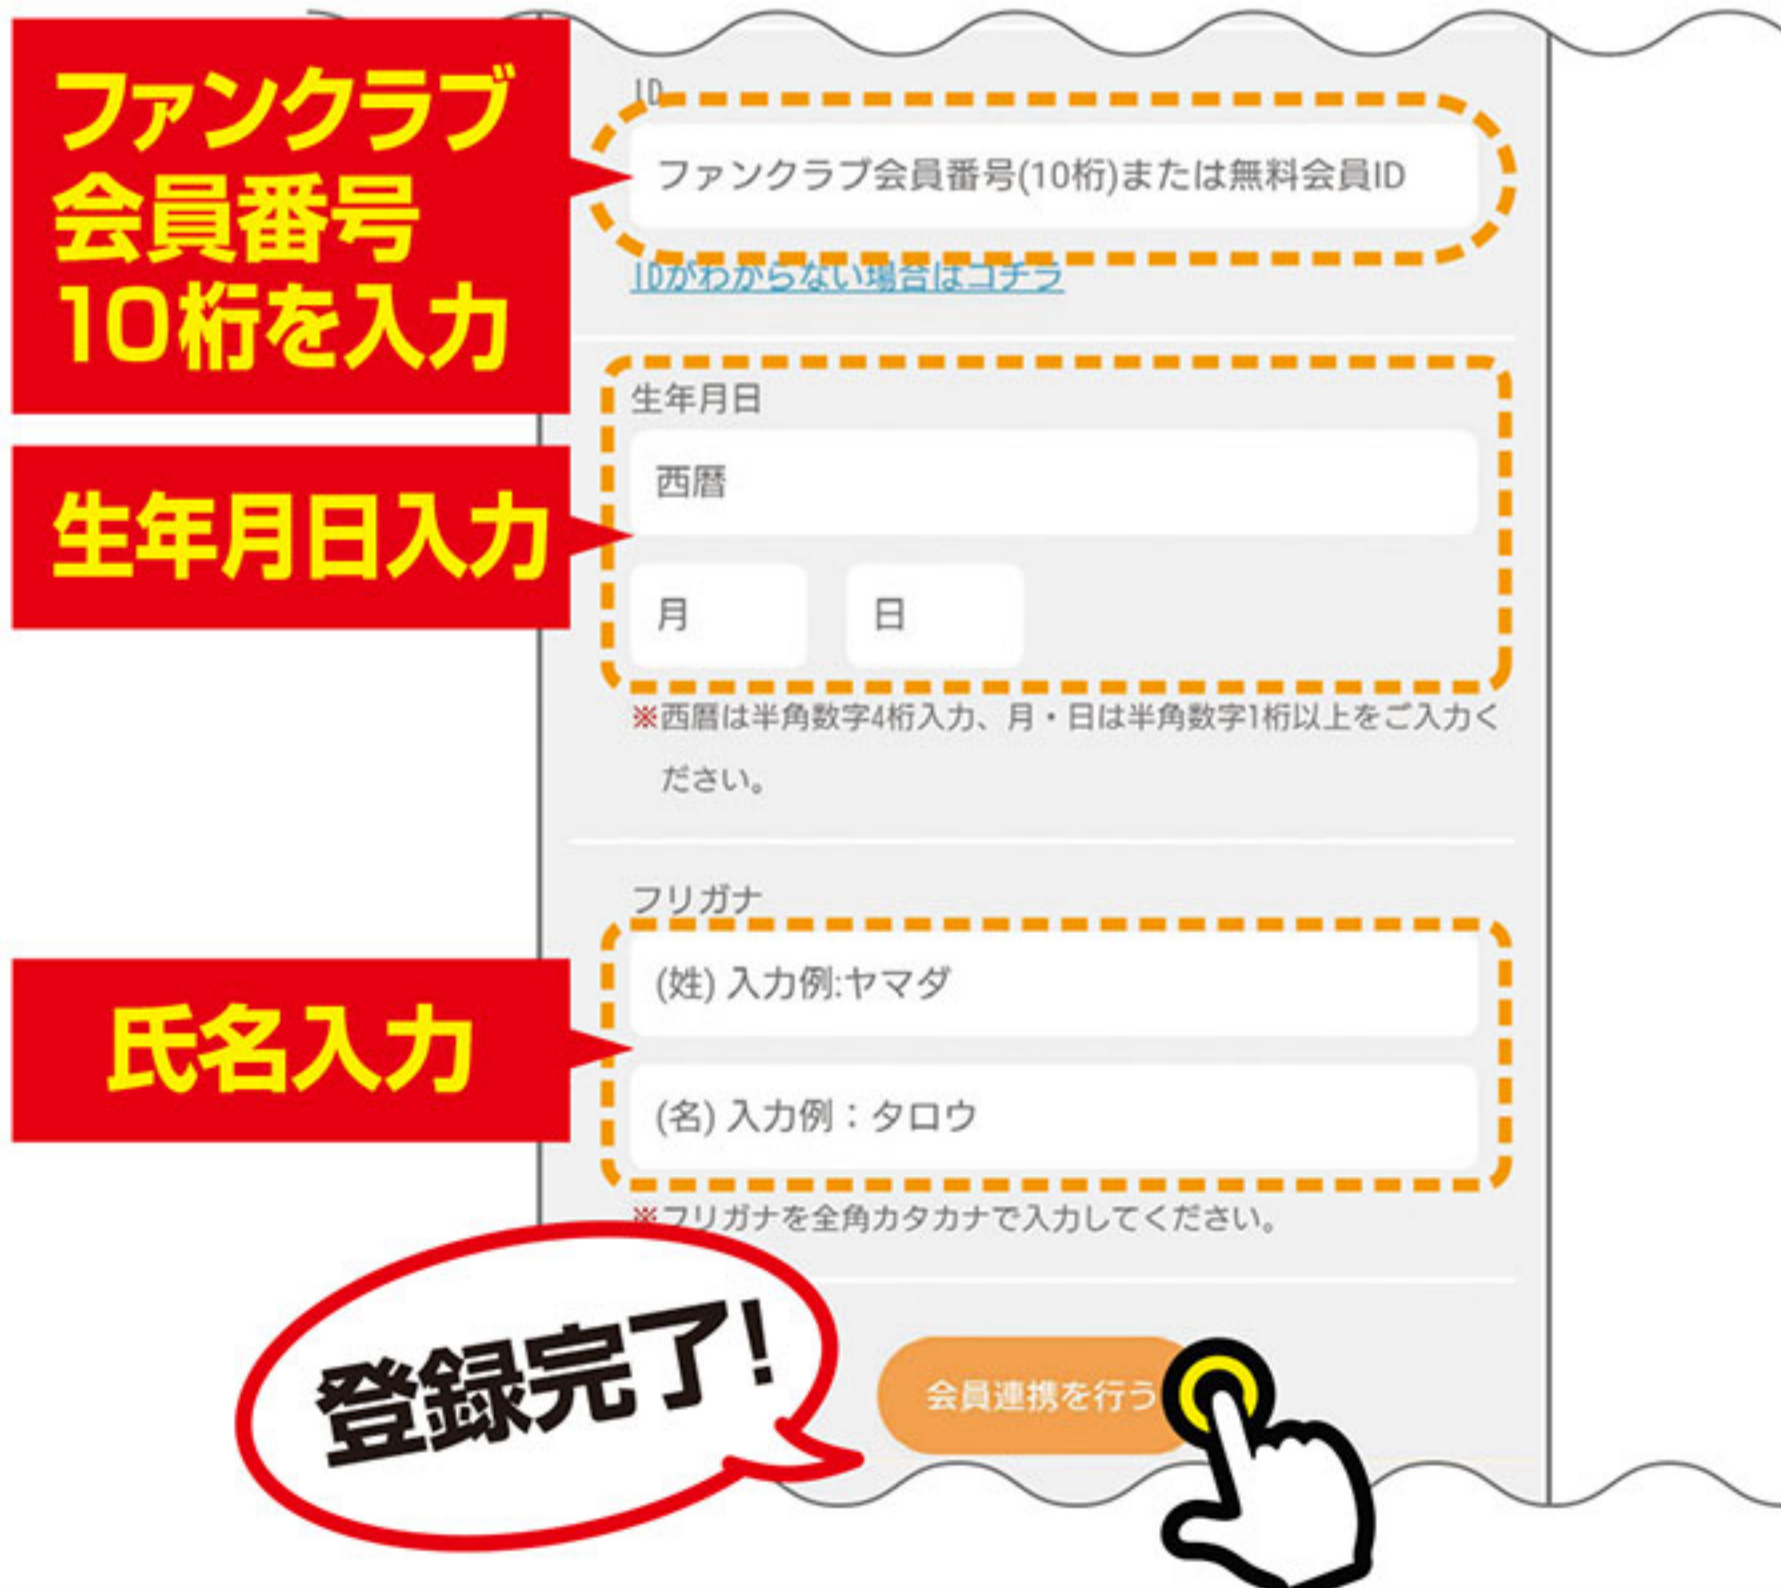 ファンクラブ
会員番号
10桁を入力
ID
ファンクラブ会員番号(10桁)または無料会員ID
IDがわからない場合はコチラ
生年月日入力
生年月日
西暦
月
日
※西暦は半角数字4桁入力、月・日は半角数字1桁以上をご入力く
ださい。
氏名入力
フリガナ
(姓) 入力例:ヤマダ
(名) 入力例：タロウ
※フリガナを全角カタカナで入力してください。
登録完了!
会員連携を行う